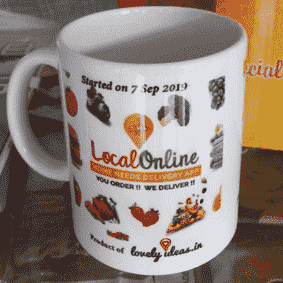 Started on 7 Sep 2019
LocalOnline
HOME NEEDS DELIVERY APP
YOU ORDER !! WE DELIVER !!
Product of lovely ideas.in
ocial